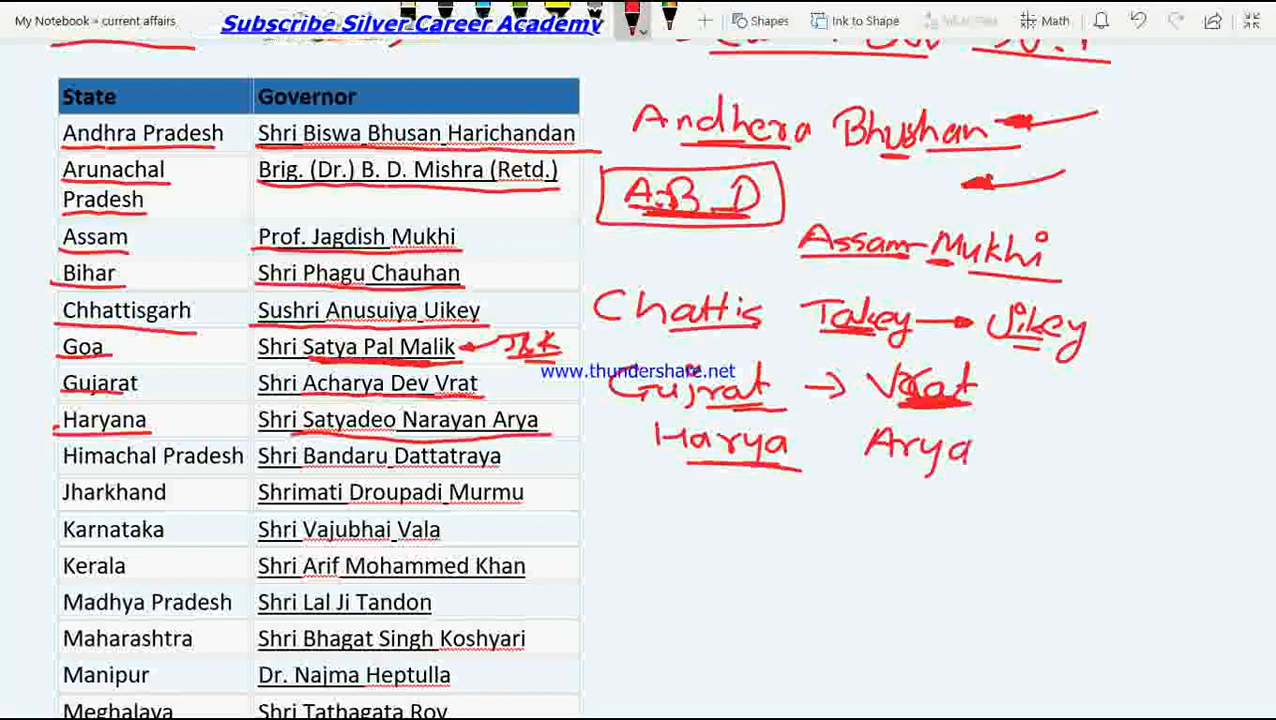 My Notebook » current affairs
Subscribe Silver Career Academy
Shapes
Ink to Shape
Math
State Governor
Andhra Pradesh Shri Biswa Bhusan Harichandan
Arunachal Pradesh Brig. (Dr.) B. D. Mishra (Retd.)
Assam Prof. Jagdish Mukhi
Bihar Shri Phagu Chauhan
Chhattisgarh Sushri Anusuiya Uikey
Goa Shri Satya Pal Malik J&K
Gujarat Shri Acharya Dev Vrat
Haryana Shri Satyadeo Narayan Arya
Himachal Pradesh Shri Bandaru Dattatraya
Jharkhand Shrimati Droupadi Murmu
Karnataka Shri Vajubhai Vala
Kerala Shri Arif Mohammed Khan
Madhya Pradesh Shri Lal Ji Tandon
Maharashtra Shri Bhagat Singh Koshyari
Manipur Dr. Najma Heptulla
Meghalaya Shri Tathagata Roy
Andhera Bhushan
A.B D
Assam-Mukhi
Chattis Takey → Uikey
www.thundershare.net
Gujrat → Vrat
Harya Arya